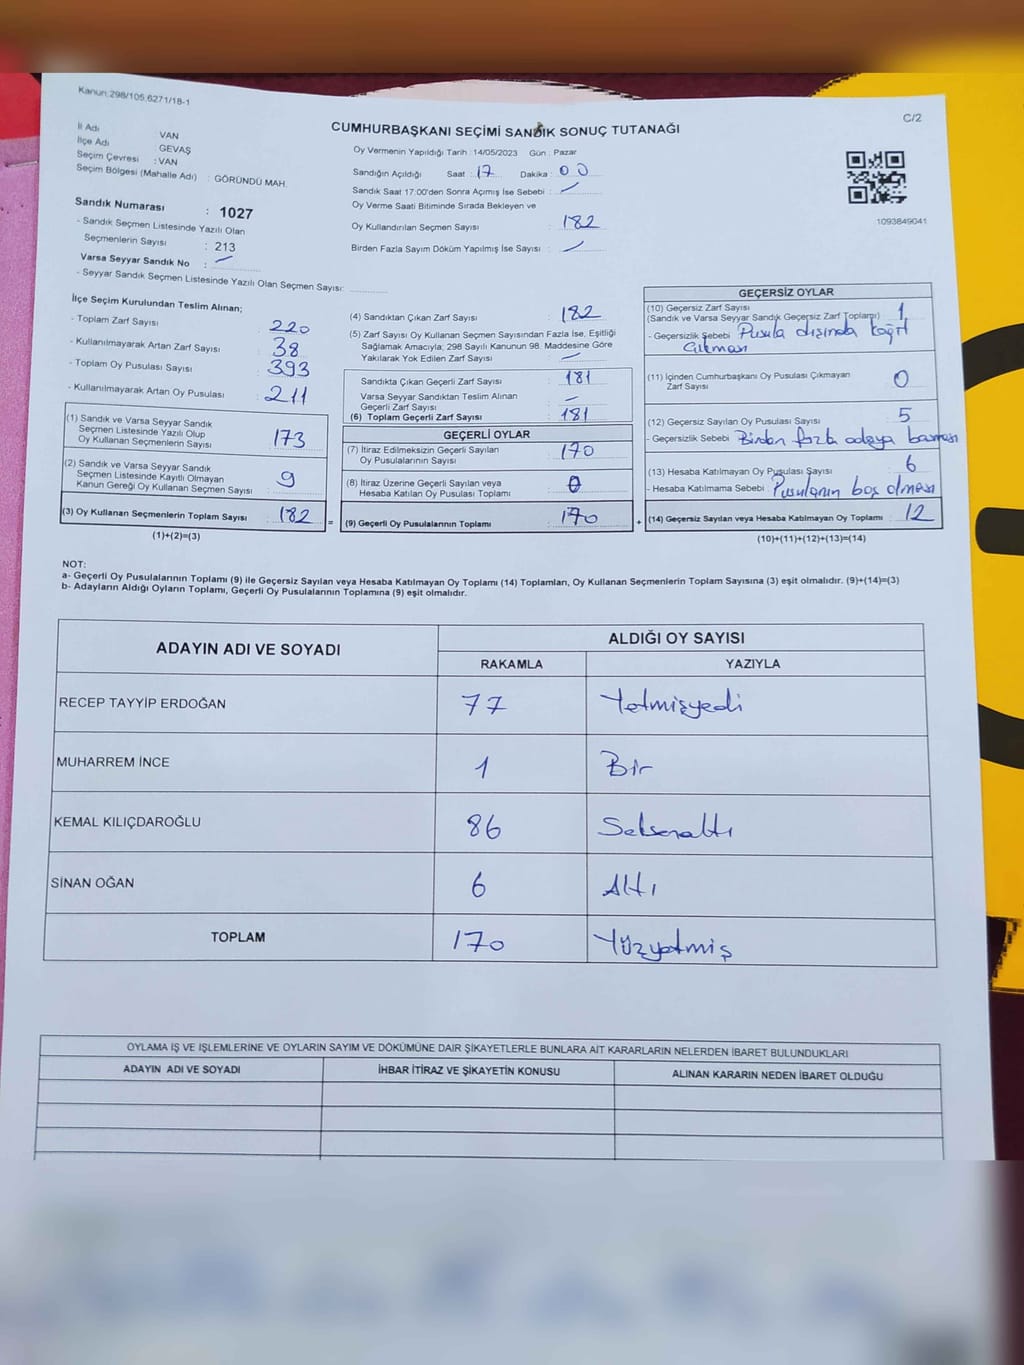 Kanun:298/105,6271/18-1
C/2
CUMHURBAŞKANI SEÇİMİ SANDIK SONUÇ TUTANAĞI
İl Adı : VAN
İlçe Adı : GEVAŞ
Seçim Çevresi : VAN
Seçim Bölgesi (Mahalle Adı) : GÖRÜNDÜ MAH.
Sandık Numarası : 1027
- Sandık Seçmen Listesinde Yazılı Olan
Seçmenlerin Sayısı : 213
Varsa Seyyar Sandık No :
- Seyyar Sandık Seçmen Listesinde Yazılı Olan Seçmen Sayısı:
Oy Vermenin Yapıldığı Tarih : 14/05/2023 Gün : Pazar
Sandığın Açıldığı Saat : 17 Dakika : 00
Sandık Saat 17:00'den Sonra Açımış İse Sebebi :
Oy Verme Saati Bitiminde Sırada Bekleyen ve
Oy Kullandırılan Seçmen Sayısı : 182
Birden Fazla Sayım Döküm Yapılmış İse Sayısı :
1093849041
İlçe Seçim Kurulundan Teslim Alınan;
- Toplam Zarf Sayısı : 220
- Kullanılmayarak Artan Zarf Sayısı : 38
- Toplam Oy Pusulası Sayısı : 393
- Kullanılmayarak Artan Oy Pusulası : 211
(1) Sandık ve Varsa Seyyar Sandık
Seçmen Listesinde Yazılı Olup
Oy Kullanan Seçmenlerin Sayısı : 173
(2) Sandık ve Varsa Seyyar Sandık
Seçmen Listesinde Kayıtlı Olmayan
Kanun Gereği Oy Kullanan Seçmen Sayısı : 9
(3) Oy Kullanan Seçmenlerin Toplam Sayısı : 182
(1)+(2)=(3)
(4) Sandıktan Çıkan Zarf Sayısı : 182
(5) Zarf Sayısı Oy Kullanan Seçmen Sayısından Fazla İse, Eşitliği
Sağlamak Amacıyla; 298 Sayılı Kanunun 98. Maddesine Göre
Yakılarak Yok Edilen Zarf Sayısı :
Sandıkta Çıkan Geçerli Zarf Sayısı : 181
Varsa Seyyar Sandıktan Teslim Alınan
Geçerli Zarf Sayısı : -
(6) Toplam Geçerli Zarf Sayısı : 181
GEÇERLİ OYLAR
(7) İtiraz Edilmeksizin Geçerli Sayılan
Oy Pusulalarının Sayısı : 170
(8) İtiraz Üzerine Geçerli Sayılan veya
Hesaba Katılan Oy Pusulası Toplamı : 0
= (9) Geçerli Oy Pusulalarının Toplamı : 170 +
GEÇERSİZ OYLAR
(10) Geçersiz Zarf Sayısı
(Sandık ve Varsa Seyyar Sandık Geçersiz Zarf Toplamı) : 1
- Geçersizlik Sebebi : Pusula dışında kağıt
çıkması
(11) İçinden Cumhurbaşkanı Oy Pusulası Çıkmayan
Zarf Sayısı : 0
(12) Geçersiz Sayılan Oy Pusulası Sayısı : 5
- Geçersizlik Sebebi : Birden fazla adaya basması
(13) Hesaba Katılmayan Oy Pusulası Sayısı : 6
- Hesaba Katılmama Sebebi : Pusulanın boş olması
(14) Geçersiz Sayılan veya Hesaba Katılmayan Oy Toplamı : 12
(10)+(11)+(12)+(13)=(14)
NOT:
a- Geçerli Oy Pusulalarının Toplamı (9) ile Geçersiz Sayılan veya Hesaba Katılmayan Oy Toplamı (14) Toplamları, Oy Kullanan Seçmenlerin Toplam Sayısına (3) eşit olmalıdır. (9)+(14)=(3)
b- Adayların Aldığı Oyların Toplamı, Geçerli Oy Pusulalarının Toplamına (9) eşit olmalıdır.
ADAYIN ADI VE SOYADI
ALDIĞI OY SAYISI
RAKAMLA YAZIYLA
RECEP TAYYİP ERDOĞAN 77 Yetmişyedi
MUHARREM İNCE 1 Bir
KEMAL KILIÇDAROĞLU 86 Seksenaltı
SİNAN OĞAN 6 Altı
TOPLAM 170 Yüzyetmiş
OYLAMA İŞ VE İŞLEMLERİNE VE OYLARIN SAYIM VE DÖKÜMÜNE DAİR ŞİKAYETLERLE BUNLARA AİT KARARLARIN NELERDEN İBARET BULUNDUKLARI
ADAYIN ADI VE SOYADI İHBAR İTİRAZ VE ŞİKAYETİN KONUSU ALINAN KARARIN NEDEN İBARET OLDUĞU